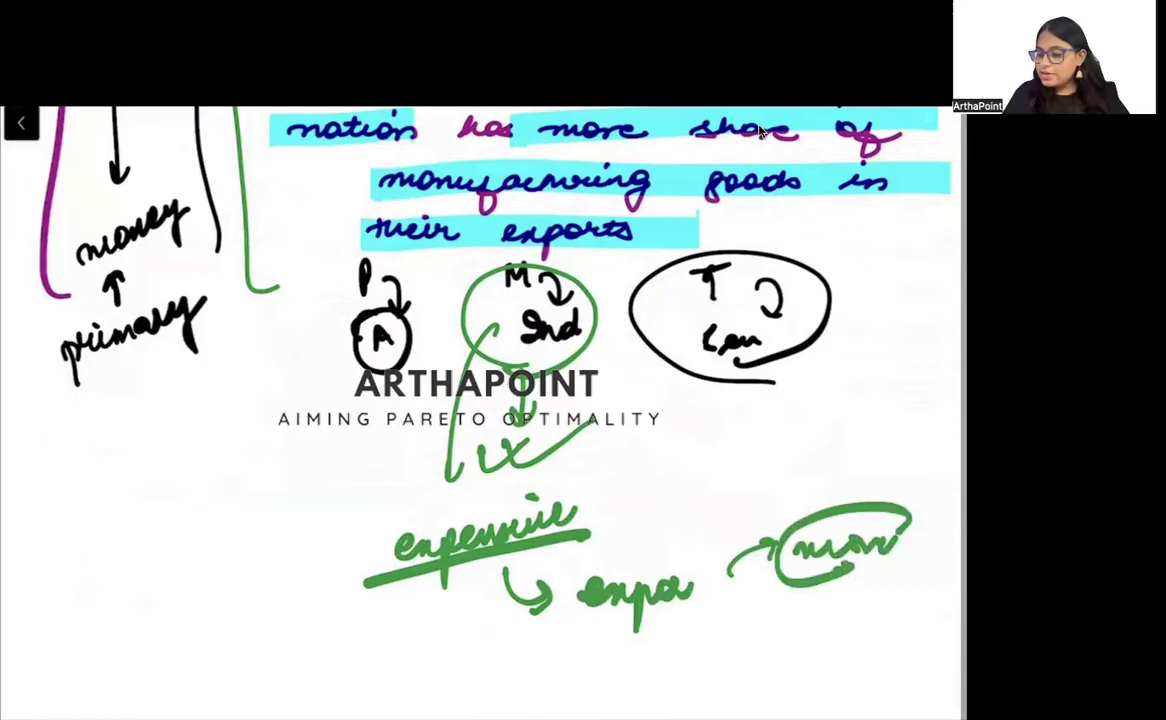 ArthaPoint
nation has more share of
manufacturing goods in
their exports
money
primary
P M T
A Ind
ARTHAPOINT
AIMING PARETO OPTIMALITY
expensive
expo